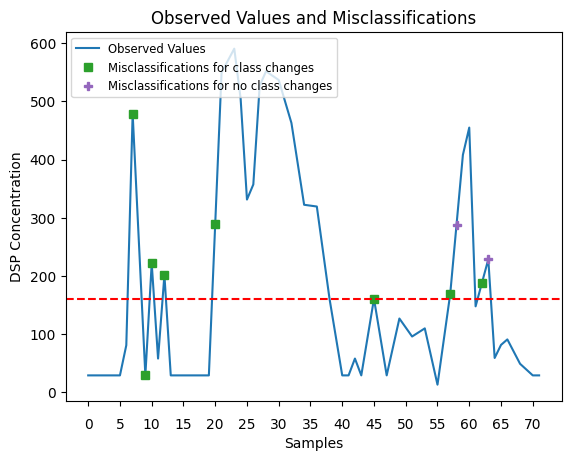 Observed Values and Misclassifications
Observed Values
Misclassifications for class changes
Misclassifications for no class changes
DSP Concentration
600
500
400
300
200
100
0
0 5 10 15 20 25 30 35 40 45 50 55 60 65 70
Samples